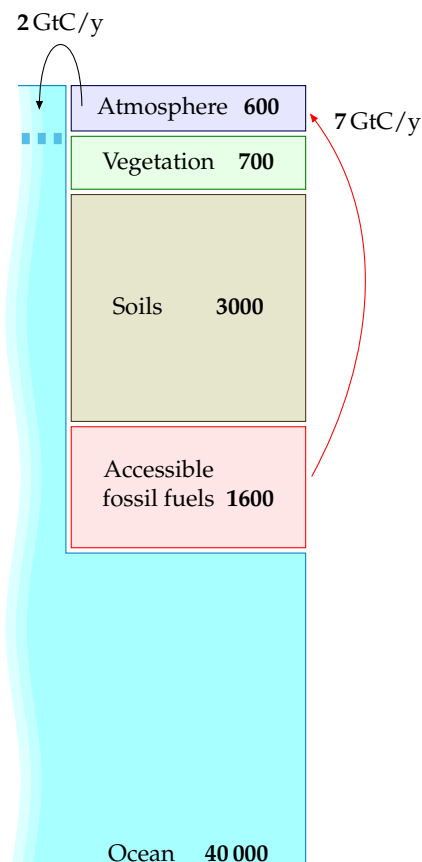 2 GtC/y
Atmosphere 600
7 GtC/y
Vegetation 700
Soils 3000
Accessible
fossil fuels 1600
Ocean 40 000